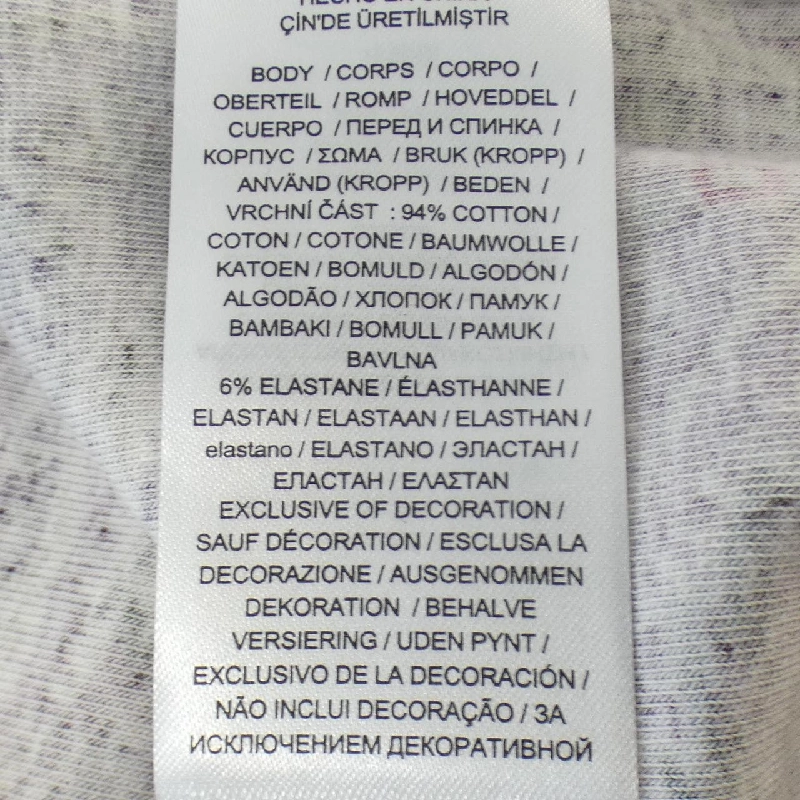 ÇİN'DE ÜRETİLMİŞTİR
BODY / CORPS / CORPO /
OBERTEIL / ROMP / HOVEDDEL /
CUERPO / ПЕРЕД И СПИНКА /
КОРПУС / ΣΩΜΑ / BRUK (KROPP) /
ANVÄND (KROPP) / BEDEN /
VRCHNÍ ČÁST : 94% COTTON /
COTON / COTONE / BAUMWOLLE /
KATOEN / BOMULD / ALGODÓN /
ALGODÃO / ХЛОПОК / ПАМУК /
BAMBAKI / BOMULL / PAMUK /
BAVLNA
6% ELASTANE / ÉLASTHANNE /
ELASTAN / ELASTAAN / ELASTHAN /
elastano / ELASTANO / ЭЛАСТАН /
ЕЛАСТАН / ΕΛΑΣΤΑΝ
EXCLUSIVE OF DECORATION /
SAUF DÉCORATION / ESCLUSA LA
DECORAZIONE / AUSGENOMMEN
DEKORATION / BEHALVE
VERSIERING / UDEN PYNT /
EXCLUSIVO DE LA DECORACIÓN /
NÃO INCLUI DECORAÇÃO / ЗА
ИСКЛЮЧЕНИЕМ ДЕКОРАТИВНОЙ